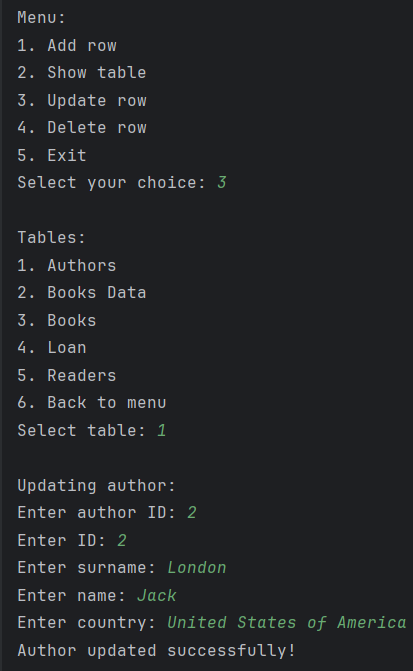 Menu:
1. Add row
2. Show table
3. Update row
4. Delete row
5. Exit
Select your choice: 3
Tables:
1. Authors
2. Books Data
3. Books
4. Loan
5. Readers
6. Back to menu
Select table: 1
Updating author:
Enter author ID: 2
Enter ID: 2
Enter surname: London
Enter name: Jack
Enter country: United States of America
Author updated successfully!